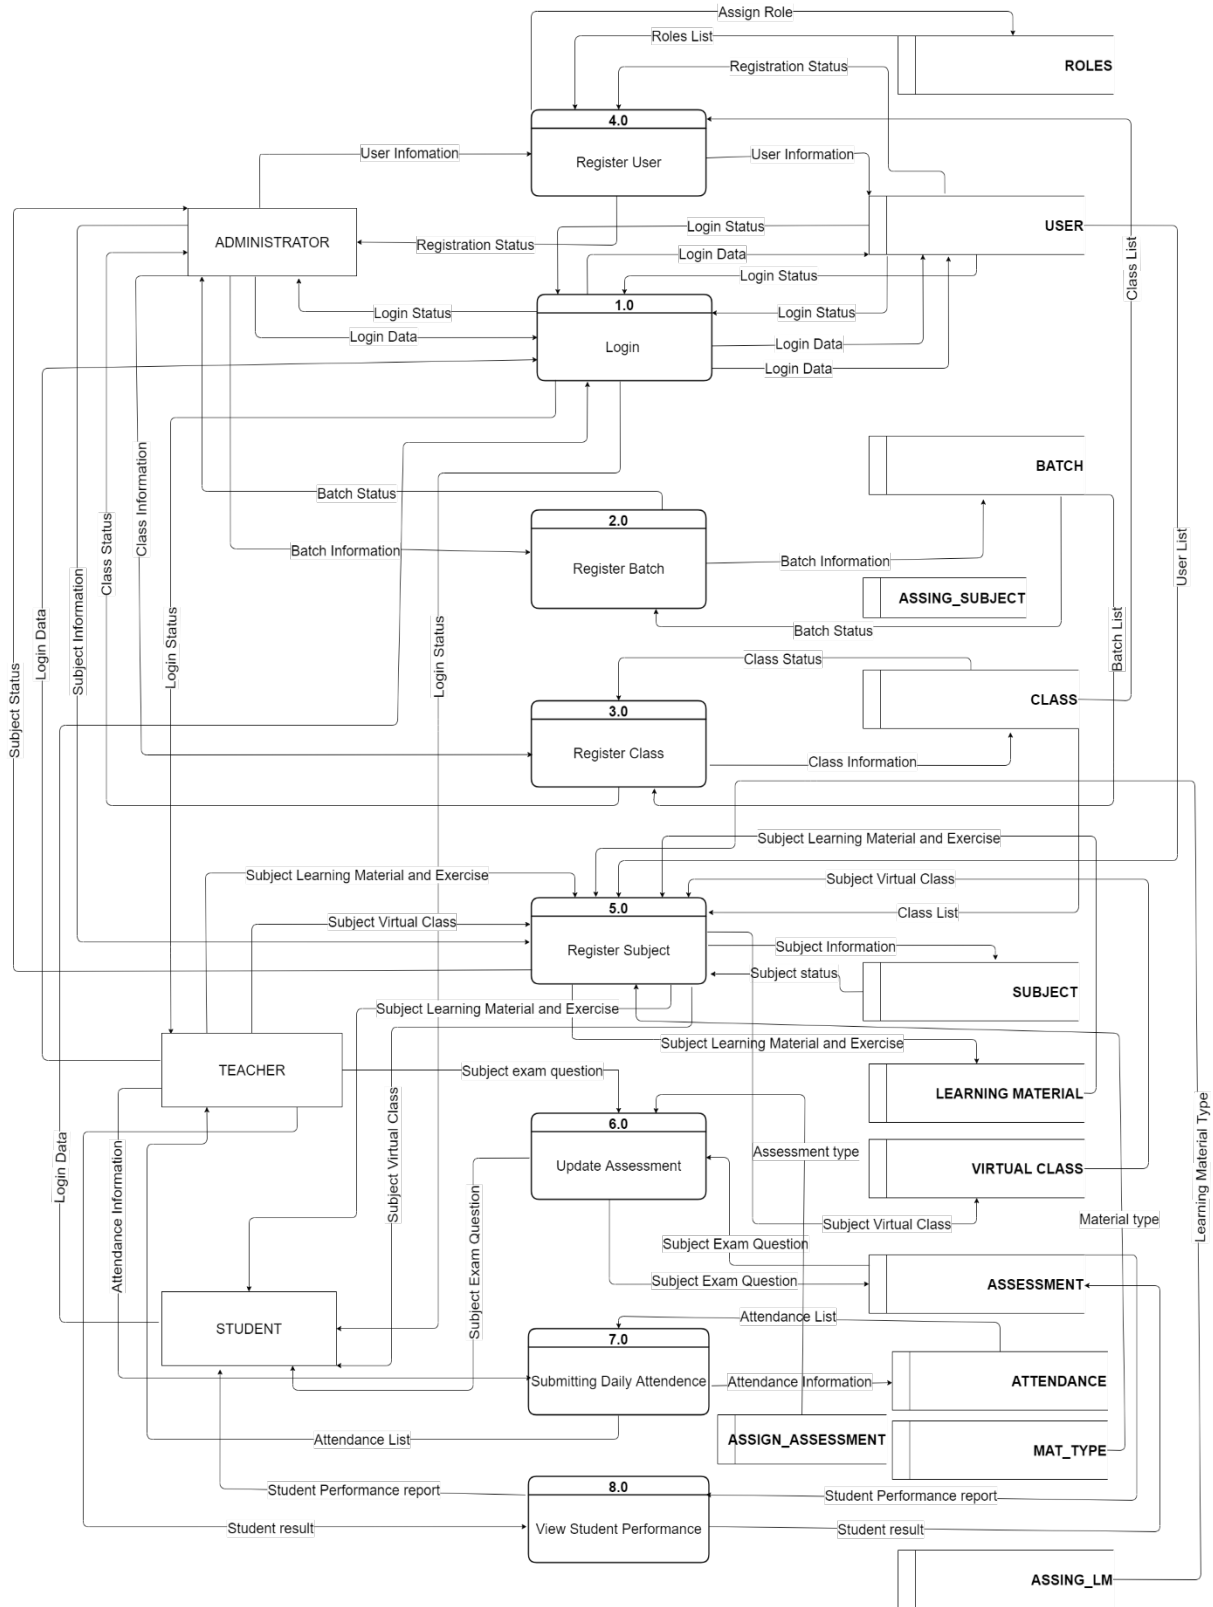 Assign Role
Roles List
ROLES
Registration Status
4.0
Register User
User Infomation
User Information
ADMINISTRATOR
Registration Status
Login Status
USER
Login Data
Login Status
Class List
1.0
Login
Login Status
Login Status
Login Data
Login Data
Login Data
BATCH
Batch Status
2.0
Register Batch
Batch Information
Batch Information
ASSING_SUBJECT
Batch Status
User List
Batch List
Class Information
Class Status
Subject Information
Login Data
Login Status
Login Status
Subject Status
Class Status
3.0
Register Class
CLASS
Class Information
Subject Learning Material and Exercise
Subject Learning Material and Exercise
Subject Virtual Class
5.0
Register Subject
Subject Virtual Class
Class List
Subject Information
Subject status
SUBJECT
Subject Learning Material and Exercise
Subject Learning Material and Exercise
TEACHER
Subject exam question
LEARNING MATERIAL
6.0
Update Assessment
Assessment type
VIRTUAL CLASS
Learning Material Type
Login Data
Attendance Information
Subject Virtual Class
Subject Exam Question
Subject Virtual Class
Material type
Subject Exam Question
Subject Exam Question
ASSESSMENT
STUDENT
Attendance List
7.0
Submitting Daily Attendence
Attendance Information
ATTENDANCE
Attendance List
ASSIGN_ASSESSMENT
MAT_TYPE
8.0
View Student Performance
Student Performance report
Student Performance report
Student result
Student result
ASSING_LM